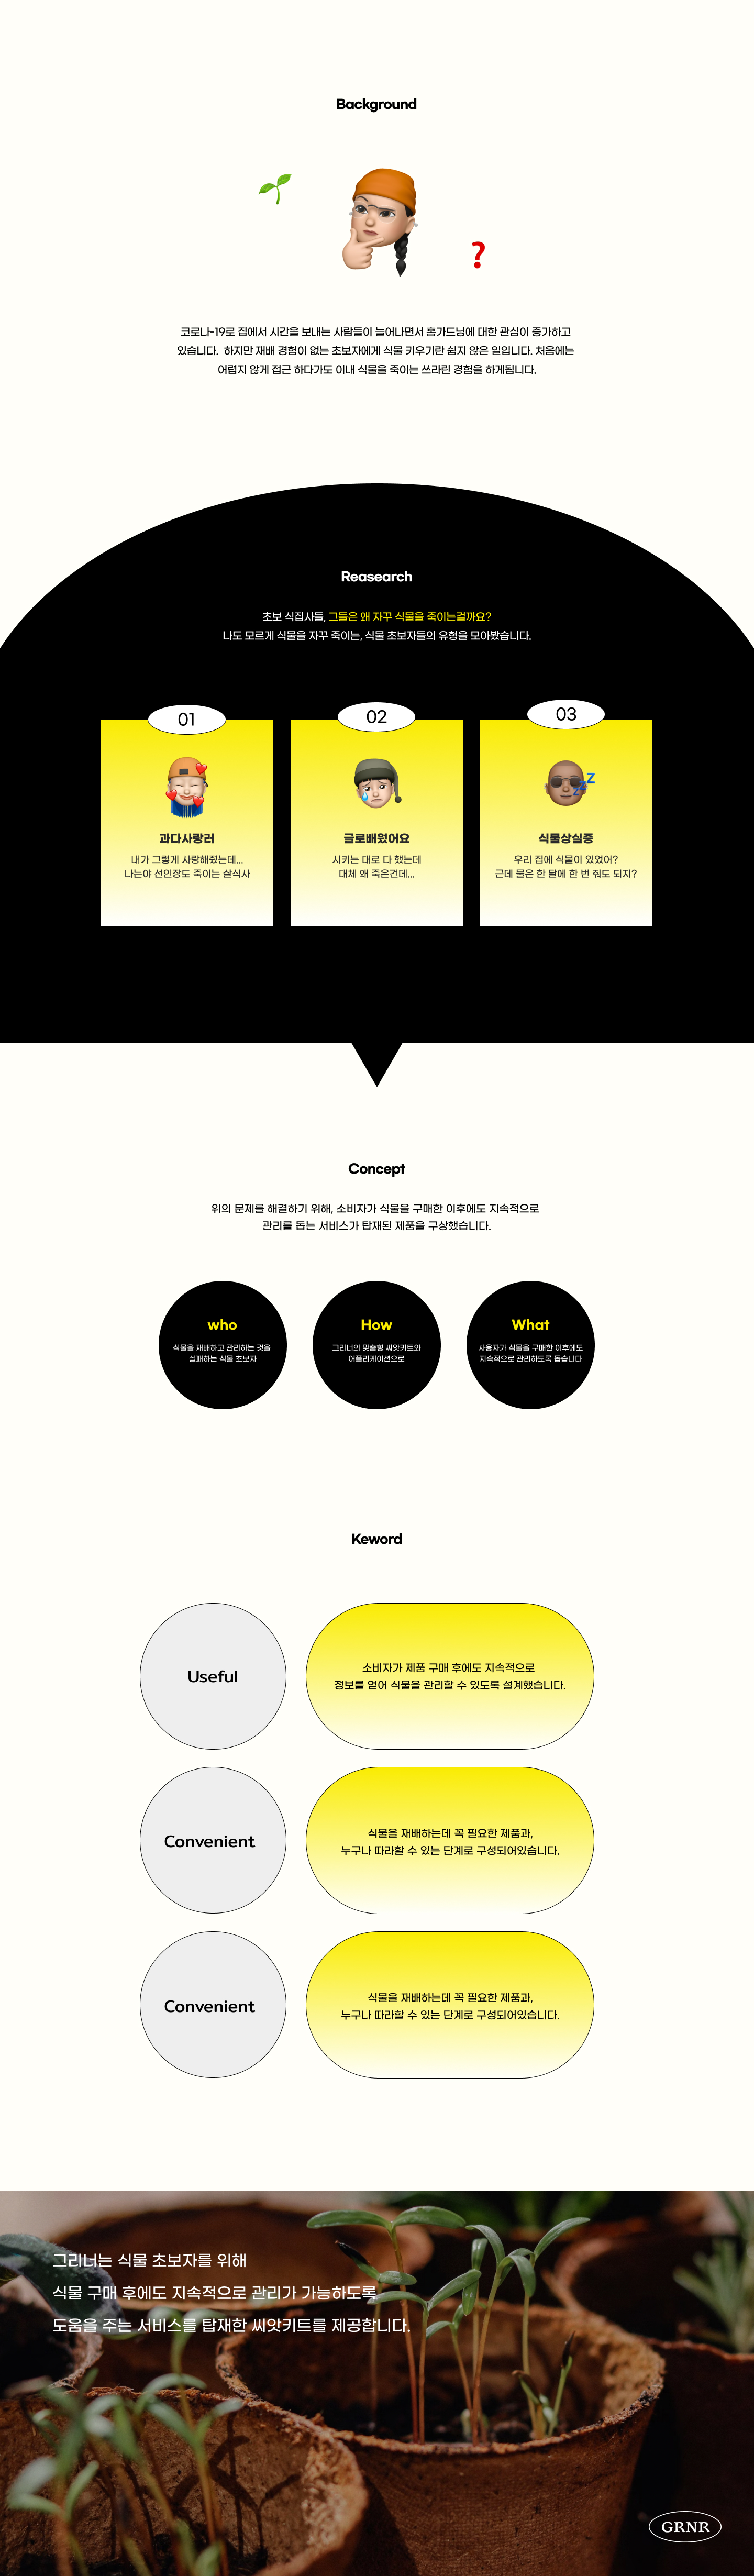 Background
코로나-19로 집에서 시간을 보내는 사람들이 늘어나면서 홈가드닝에 대한 관심이 증가하고
있습니다. 하지만 재배 경험이 없는 초보자에게 식물 키우기란 쉽지 않은 일입니다. 처음에는
어렵지 않게 접근 하다가도 이내 식물을 죽이는 쓰라린 경험을 하게됩니다.
Reasearch
초보 식집사들, 그들은 왜 자꾸 식물을 죽이는걸까요?
나도 모르게 식물을 자꾸 죽이는, 식물 초보자들의 유형을 모아봤습니다.
01
과다사랑러
내가 그렇게 사랑해줬는데...
나는야 선인장도 죽이는 살식사
02
글로배웠어요
시키는 대로 다 했는데
대체 왜 죽은건데...
03
식물상실증
우리 집에 식물이 있었어?
근데 물은 한 달에 한 번 줘도 되지?
Concept
위의 문제를 해결하기 위해, 소비자가 식물을 구매한 이후에도 지속적으로
관리를 돕는 서비스가 탑재된 제품을 구상했습니다.
who
식물을 재배하고 관리하는 것을
실패하는 식물 초보자
How
그리너의 맞춤형 씨앗키트와
어플리케이션으로
What
사용자가 식물을 구매한 이후에도
지속적으로 관리하도록 돕습니다
Keword
Useful
소비자가 제품 구매 후에도 지속적으로
정보를 얻어 식물을 관리할 수 있도록 설계했습니다.
Convenient
식물을 재배하는데 꼭 필요한 제품과,
누구나 따라할 수 있는 단계로 구성되어있습니다.
Convenient
식물을 재배하는데 꼭 필요한 제품과,
누구나 따라할 수 있는 단계로 구성되어있습니다.
그리너는 식물 초보자를 위해
식물 구매 후에도 지속적으로 관리가 가능하도록
도움을 주는 서비스를 탑재한 씨앗키트를 제공합니다.
GRNR